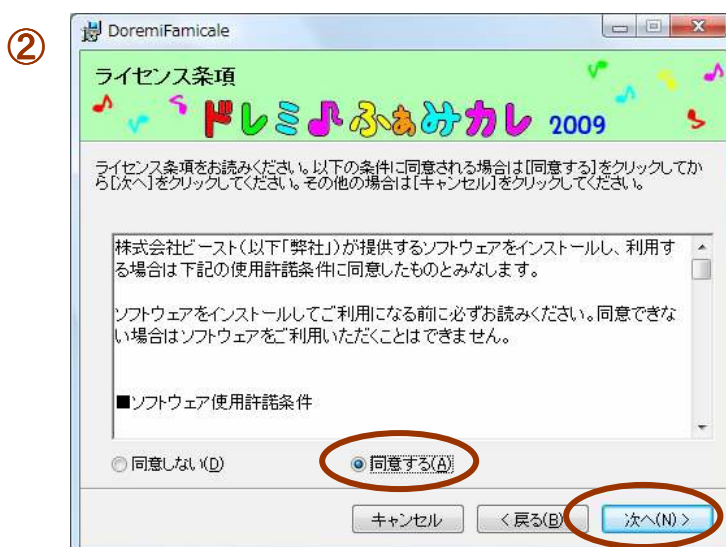 ②
DoremiFamicale
ライセンス条項
ドレミ♪ふぁみカレ 2009
ライセンス条項をお読みください。以下の条件に同意される場合は[同意する]をクリックしてか
ら[次へ]をクリックしてください。その他の場合は[キャンセル]をクリックしてください。
株式会社ビースト(以下「弊社」)が提供するソフトウェアをインストールし、利用す
る場合は下記の使用許諾条件に同意したものとみなします。
ソフトウェアをインストールしてご利用になる前に必ずお読みください。同意できな
い場合はソフトウェアをご利用いただくことはできません。
■ソフトウェア使用許諾条件
同意しない(D) 同意する(A)
キャンセル < 戻る(B) 次へ(N) >